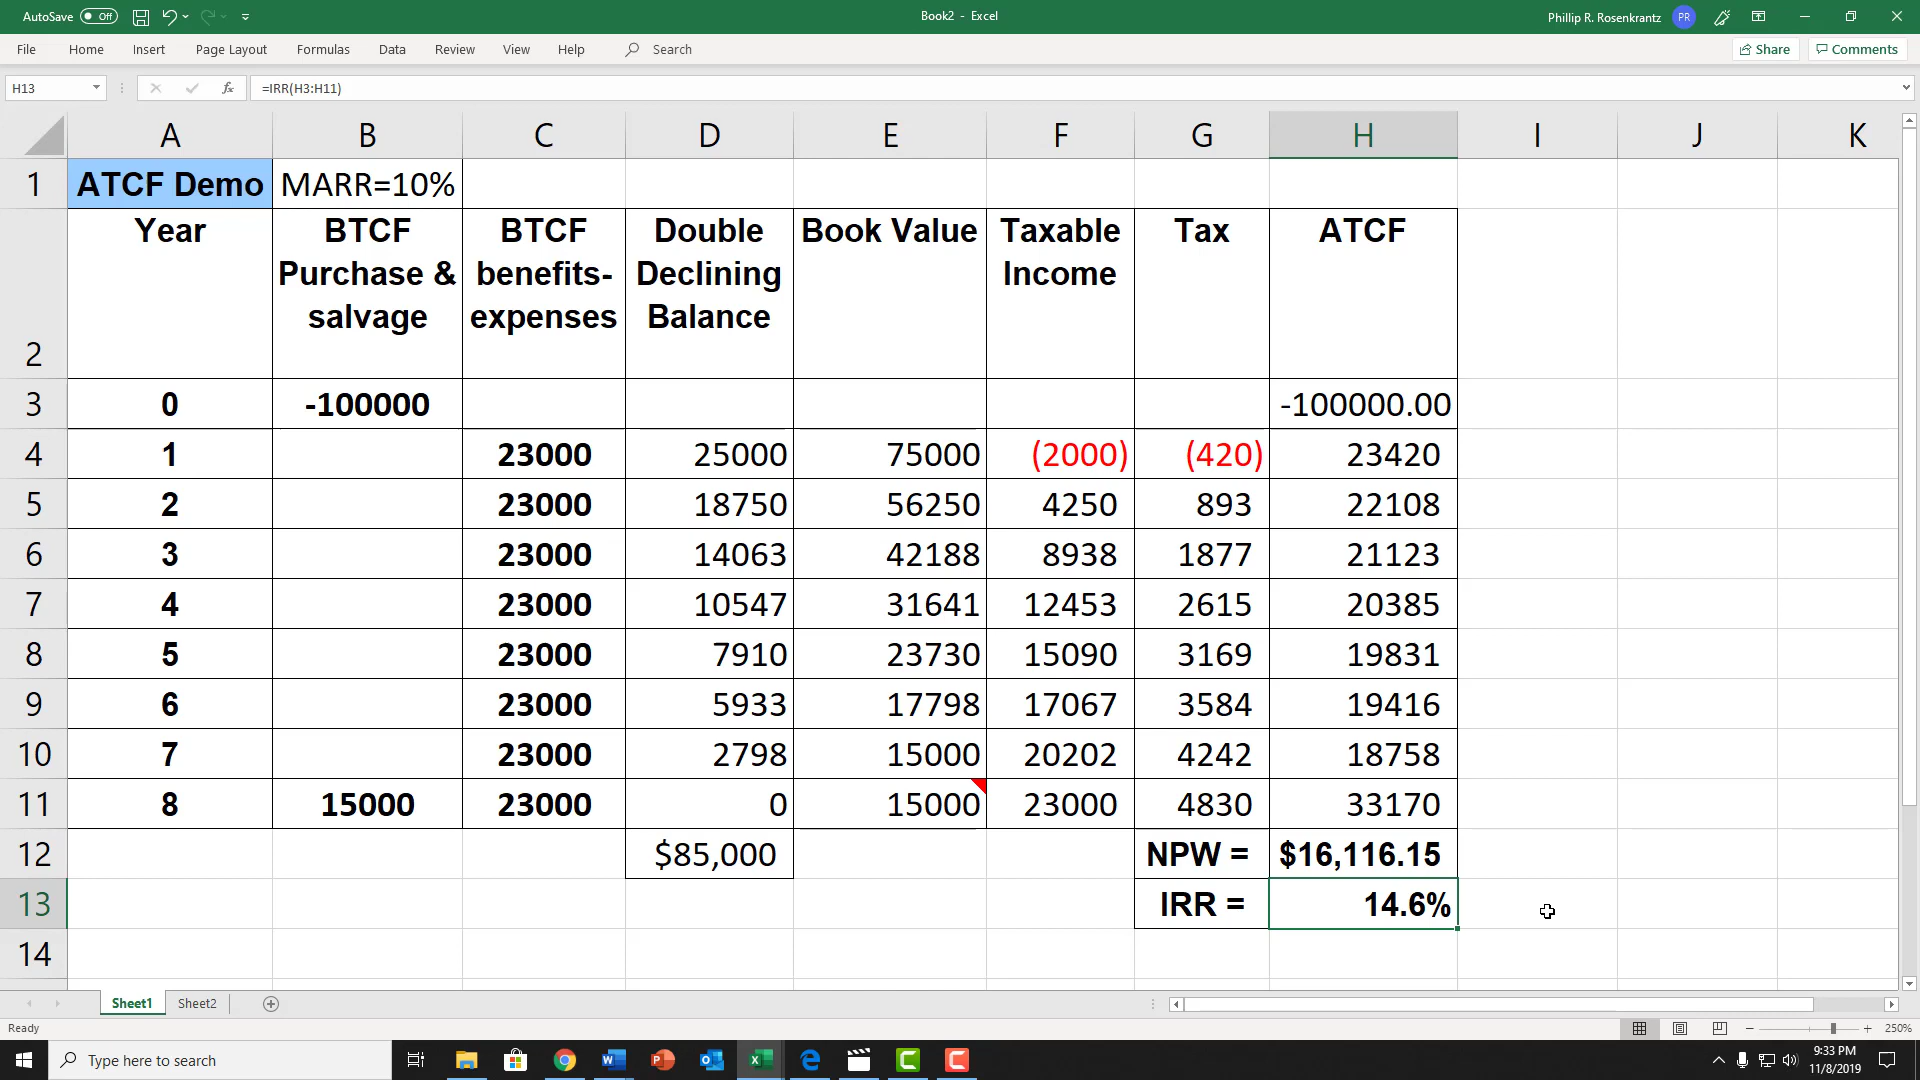 AutoSave Off
Book2 - Excel
Phillip R. Rosenkrantz PR
File Home Insert Page Layout Formulas Data Review View Help Search
Share Comments
H13 fx =IRR(H3:H11)
A B C D E F G H I J K
1 ATCF Demo MARR=10%
2 Year BTCF Purchase & salvage BTCF benefits- expenses Double Declining Balance Book Value Taxable Income Tax ATCF
3 0 -100000 -100000.00
4 1 23000 25000 75000 (2000) (420) 23420
5 2 23000 18750 56250 4250 893 22108
6 3 23000 14063 42188 8938 1877 21123
7 4 23000 10547 31641 12453 2615 20385
8 5 23000 7910 23730 15090 3169 19831
9 6 23000 5933 17798 17067 3584 19416
10 7 23000 2798 15000 20202 4242 18758
11 8 15000 23000 0 15000 23000 4830 33170
12 $85,000 NPW = $16,116.15
13 IRR = 14.6%
14
Sheet1 Sheet2
Ready 250%
Type here to search
9:33 PM
11/8/2019